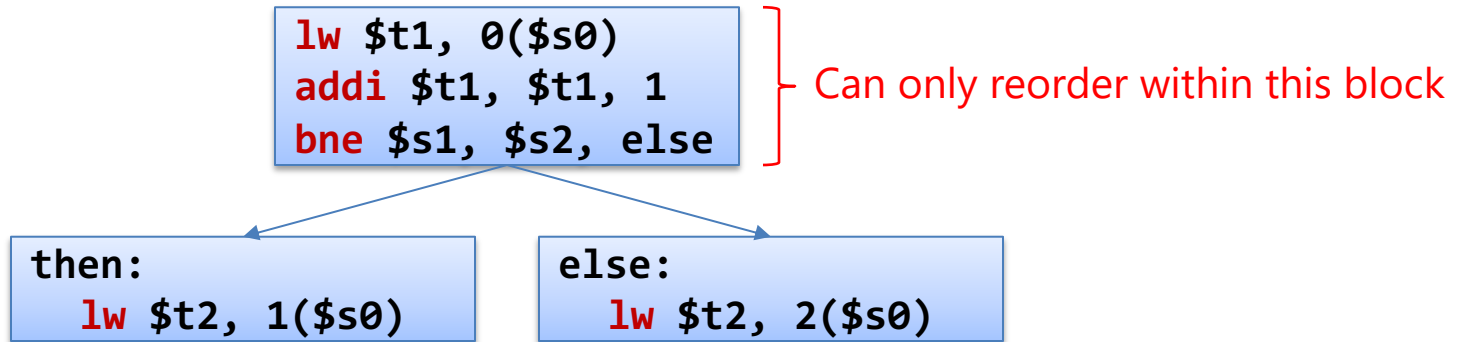 lw $t1, 0($s0)
addi $t1, $t1, 1
bne $s1, $s2, else
Can only reorder within this block
then:
lw $t2, 1($s0)
else:
lw $t2, 2($s0)